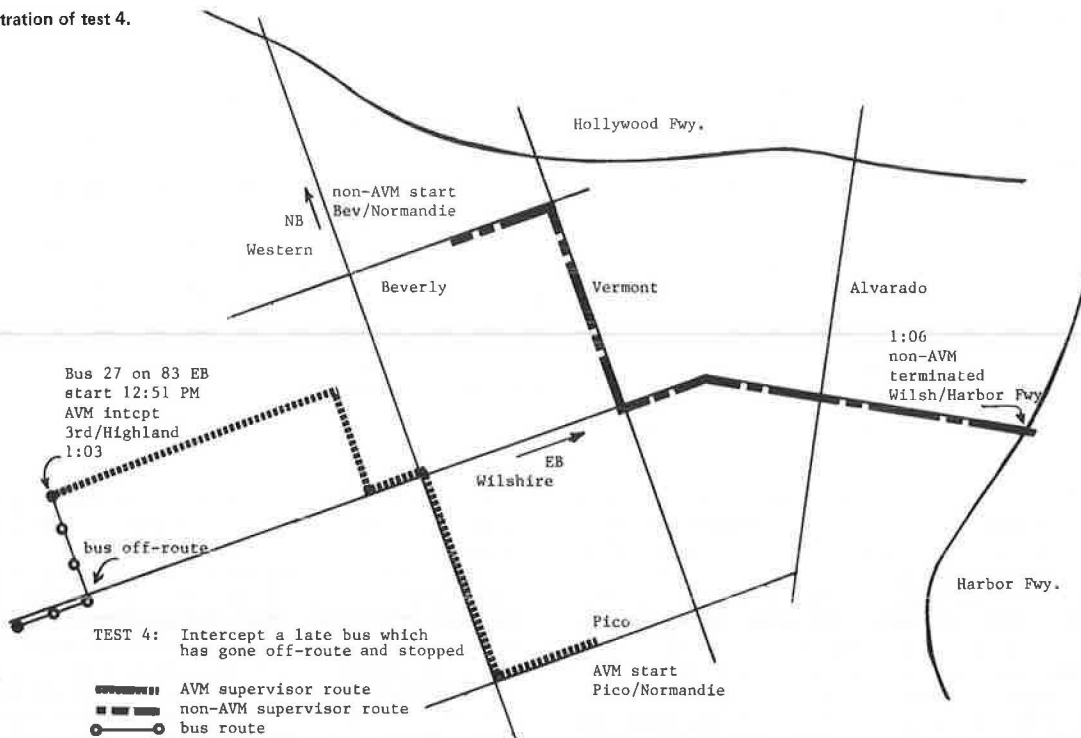 tration of test 4.
Hollywood Fwy.
non-AVM start
Bev/Normandie
NB
Western
Beverly
Vermont
Alvarado
1:06
non-AVM
terminated
Wilsh/Harbor Fwy
Bus 27 on 83 EB
start 12:51 PM
AVM intcpt
3rd/Highland
1:03
EB
Wilshire
bus off-route
Harbor Fwy.
Pico
AVM start
Pico/Normandie
TEST 4: Intercept a late bus which
has gone off-route and stopped
AVM supervisor route
non-AVM supervisor route
bus route